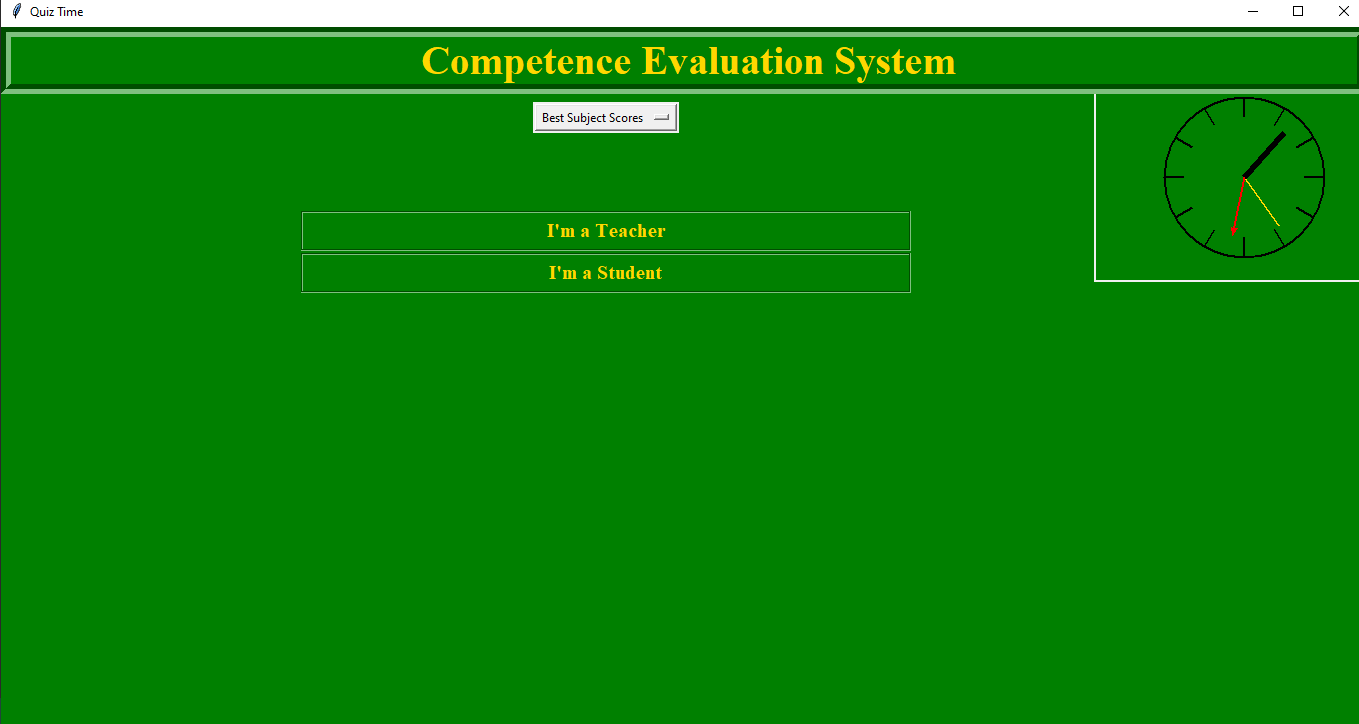 Quiz Time
Competence Evaluation System
Best Subject Scores
I'm a Teacher
I'm a Student